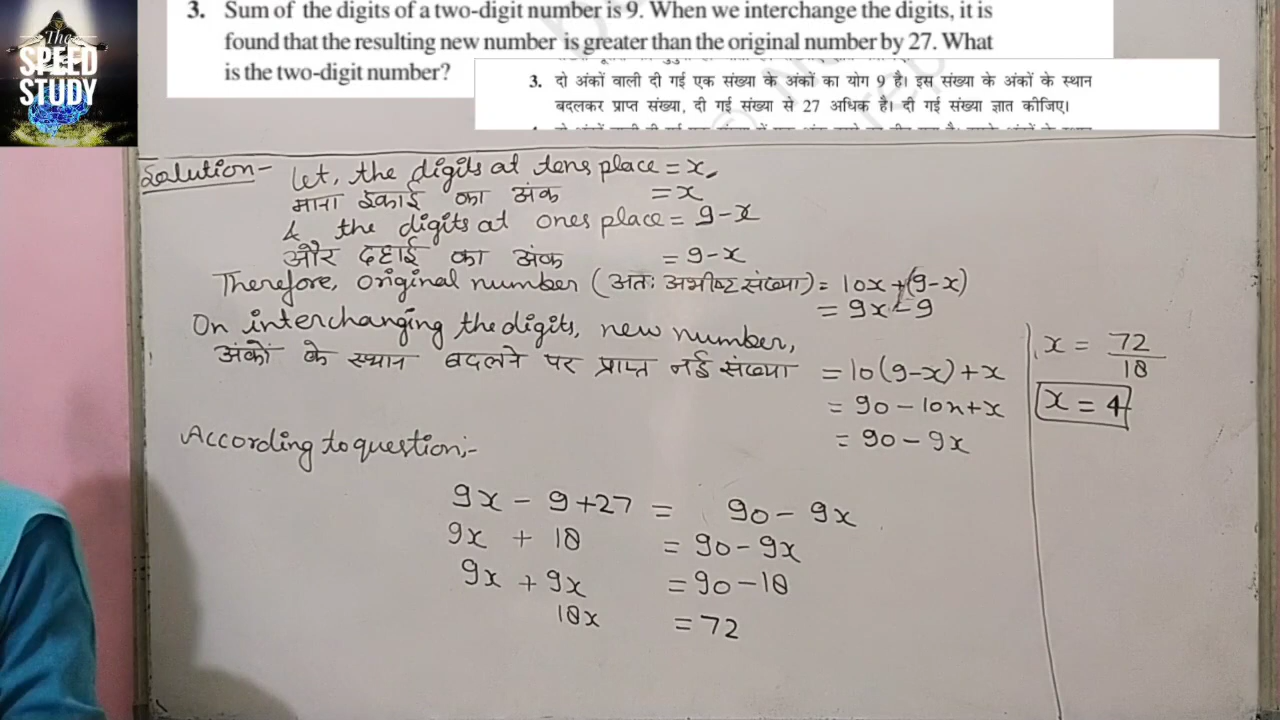 The
SPEED
STUDY
3. Sum of the digits of a two-digit number is 9. When we interchange the digits, it is
found that the resulting new number is greater than the original number by 27. What
is the two-digit number?
3. दो अंकों वाली दी गई एक संख्या के अंकों का योग 9 है। इस संख्या के अंकों के स्थान
बदलकर प्राप्त संख्या, दी गई संख्या से 27 अधिक है। दी गई संख्या ज्ञात कीजिए।
Solution- Let, the digits at tens place = x,
माना इकाई का अंक = x
& the digits at ones place = 9-x
और दहाई का अंक = 9-x
Therefore, original number (अतः अभीष्ट संख्या) = 10x + (9-x)
= 9x - 9
On interchanging the digits, new number,
अंकों के स्थान बदलने पर प्राप्त नई संख्या = 10(9-x) + x
= 90 - 10x + x
= 90 - 9x
According to question;-
9x - 9 + 27 = 90 - 9x
9x + 18 = 90 - 9x
9x + 9x = 90 - 18
18x = 72
x = 72/18
x = 4